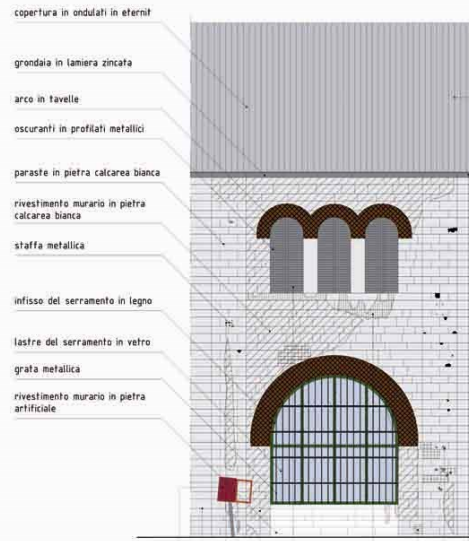 copertura in ondulati in eternit
grondaia in lamiera zincata
arco in tavelle
oscuranti in profilati metallici
paraste in pietra calcarea bianca
rivestimento murario in pietra
calcarea bianca
staffa metallica
infisso del serramento in legno
lastre del serramento in vetro
grata metallica
rivestimento murario in pietra
artificiale